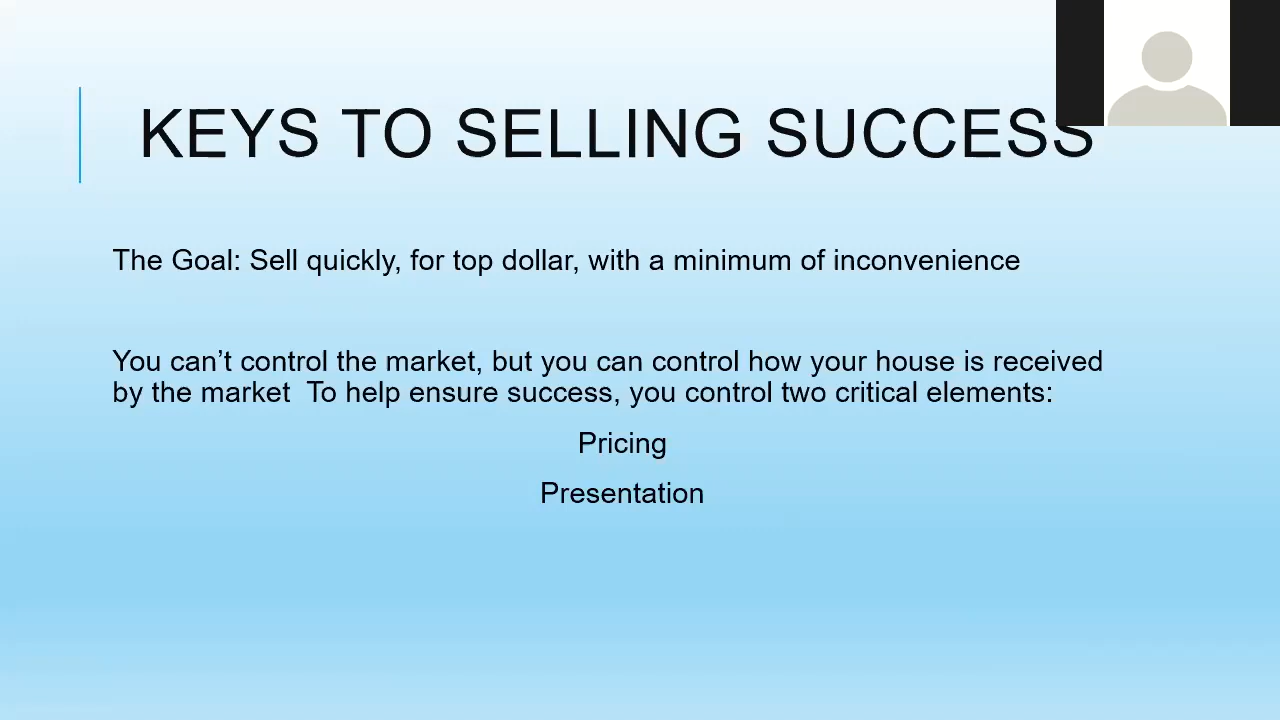 KEYS TO SELLING SUCCESS
The Goal: Sell quickly, for top dollar, with a minimum of inconvenience
You can’t control the market, but you can control how your house is received
by the market  To help ensure success, you control two critical elements:
Pricing
Presentation